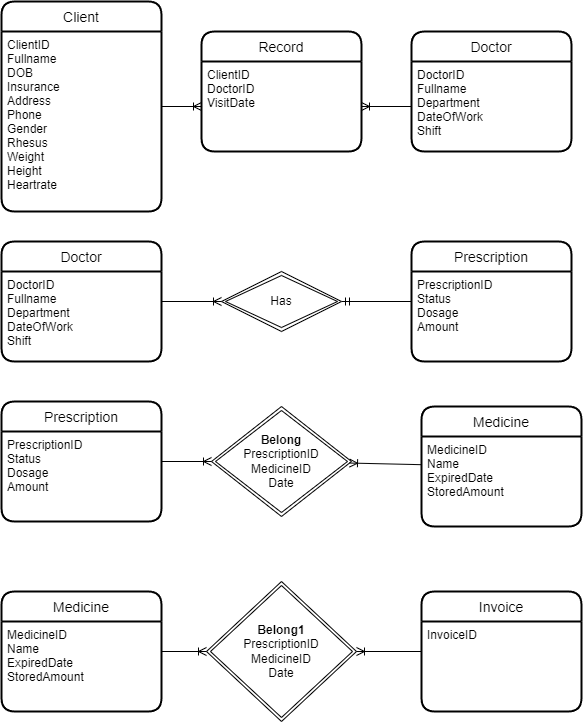 Client
ClientID
Fullname
DOB
Insurance
Address
Phone
Gender
Rhesus
Weight
Height
Heartrate
Record
ClientID
DoctorID
VisitDate
Doctor
DoctorID
Fullname
Department
DateOfWork
Shift
Doctor
DoctorID
Fullname
Department
DateOfWork
Shift
Has
Prescription
PrescriptionID
Status
Dosage
Amount
Prescription
PrescriptionID
Status
Dosage
Amount
Belong
PrescriptionID
MedicineID
Date
Medicine
MedicineID
Name
ExpiredDate
StoredAmount
Medicine
MedicineID
Name
ExpiredDate
StoredAmount
Belong1
PrescriptionID
MedicineID
Date
Invoice
InvoiceID